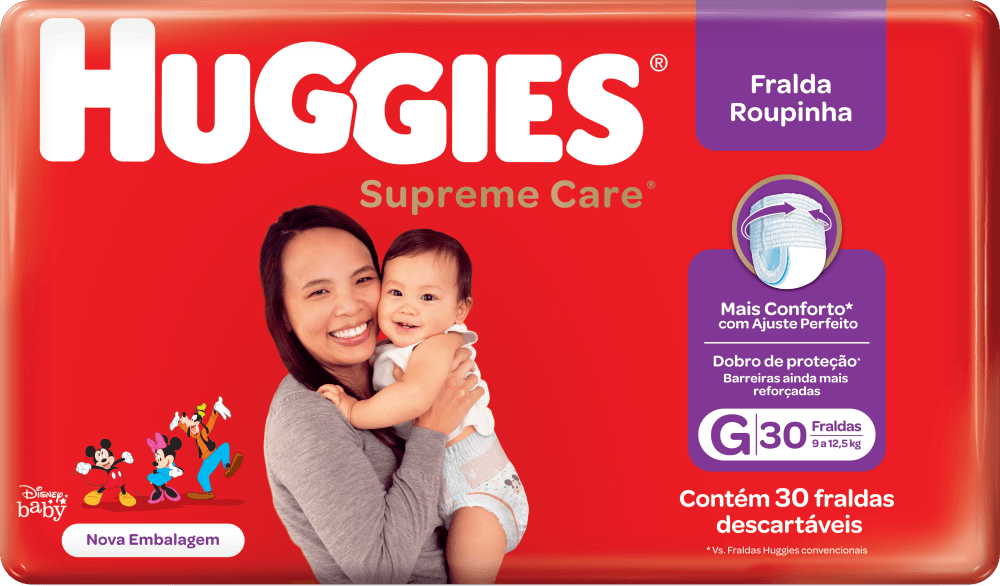 HUGGIES®
Supreme Care®
Fralda
Roupinha
Mais Conforto*
com Ajuste Perfeito
Dobro de proteção*
Barreiras ainda mais
reforçadas
G 30 Fraldas
9 a 12,5 kg
Contém 30 fraldas
descartáveis
* Vs. Fraldas Huggies convencionais
Disney
baby
Nova Embalagem